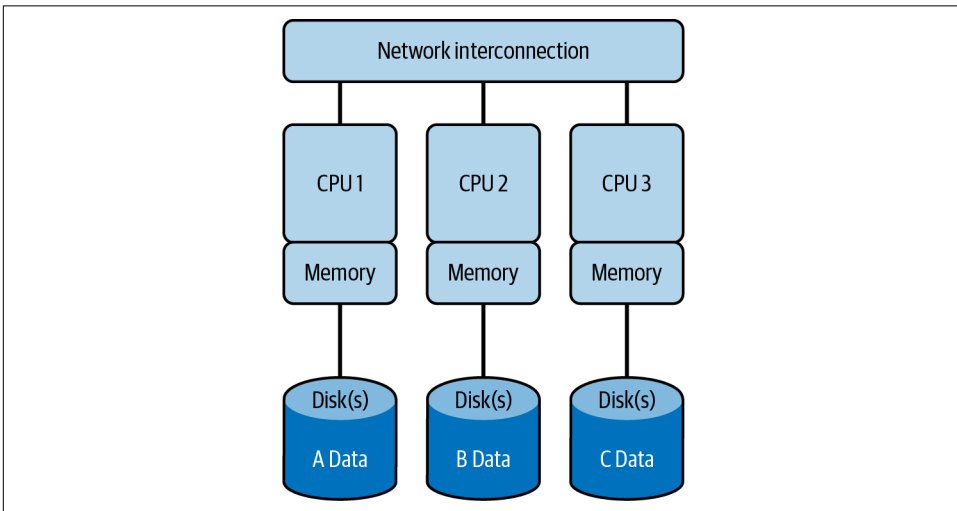 Network interconnection
CPU 1
CPU 2
CPU 3
Memory
Memory
Memory
Disk(s)
Disk(s)
Disk(s)
A Data
B Data
C Data